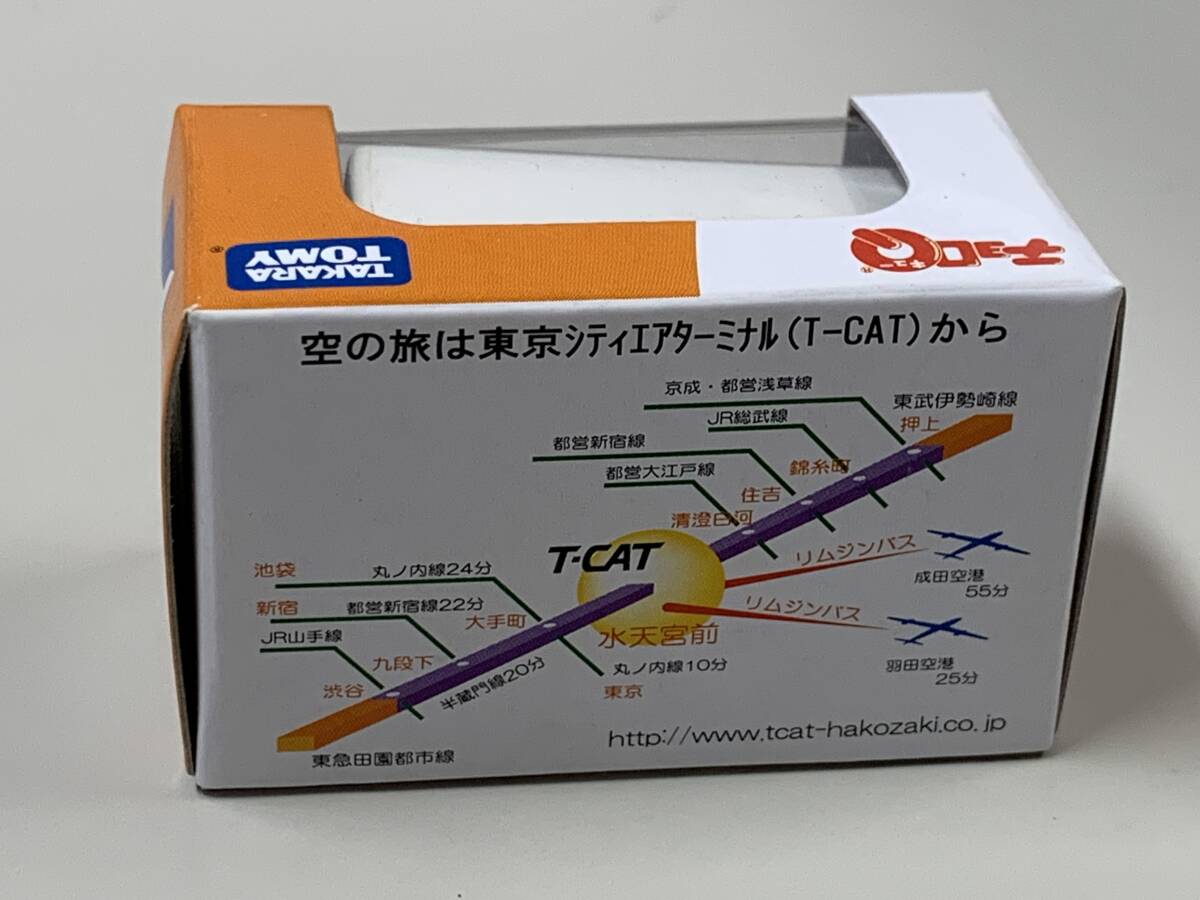 TAKARA
TOMY
®
チョロQ
キュー
®
空の旅は東京シティエアターミナル(T-CAT)から
京成・都営浅草線
東武伊勢崎線
押上
JR総武線
都営新宿線
錦糸町
都営大江戸線
住吉
清澄白河
T-CAT
リムジンバス
成田空港
55分
池袋
丸ノ内線24分
新宿
都営新宿線22分
大手町
リムジンバス
水天宮前
JR山手線
九段下
丸ノ内線10分
羽田空港
25分
渋谷
半蔵門線20分
東京
東急田園都市線
http://www.tcat-hakozaki.co.jp